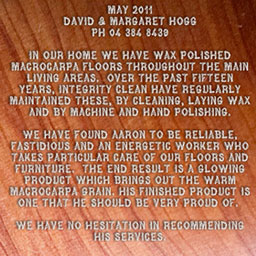 MAY 2011
DAVID & MARGARET HOGG
PH 04 384 8439
IN OUR HOME WE HAVE WAX POLISHED
MACROCARPA FLOORS THROUGHOUT THE MAIN
LIVING AREAS. OVER THE PAST FIFTEEN
YEARS, INTEGRITY CLEAN HAVE REGULARLY
MAINTAINED THESE, BY CLEANING, LAYING WAX
AND BY MACHINE AND HAND POLISHING.
WE HAVE FOUND AARON TO BE RELIABLE,
FASTIDIOUS AND AN ENERGETIC WORKER WHO
TAKES PARTICULAR CARE OF OUR FLOORS AND
FURNITURE. THE END RESULT IS A GLOWING
PRODUCT WHICH BRINGS OUT THE WARM
MACROCARPA GRAIN. HIS FINISHED PRODUCT IS
ONE THAT HE SHOULD BE VERY PROUD OF.
WE HAVE NO HESITATION IN RECOMMENDING
HIS SERVICES.